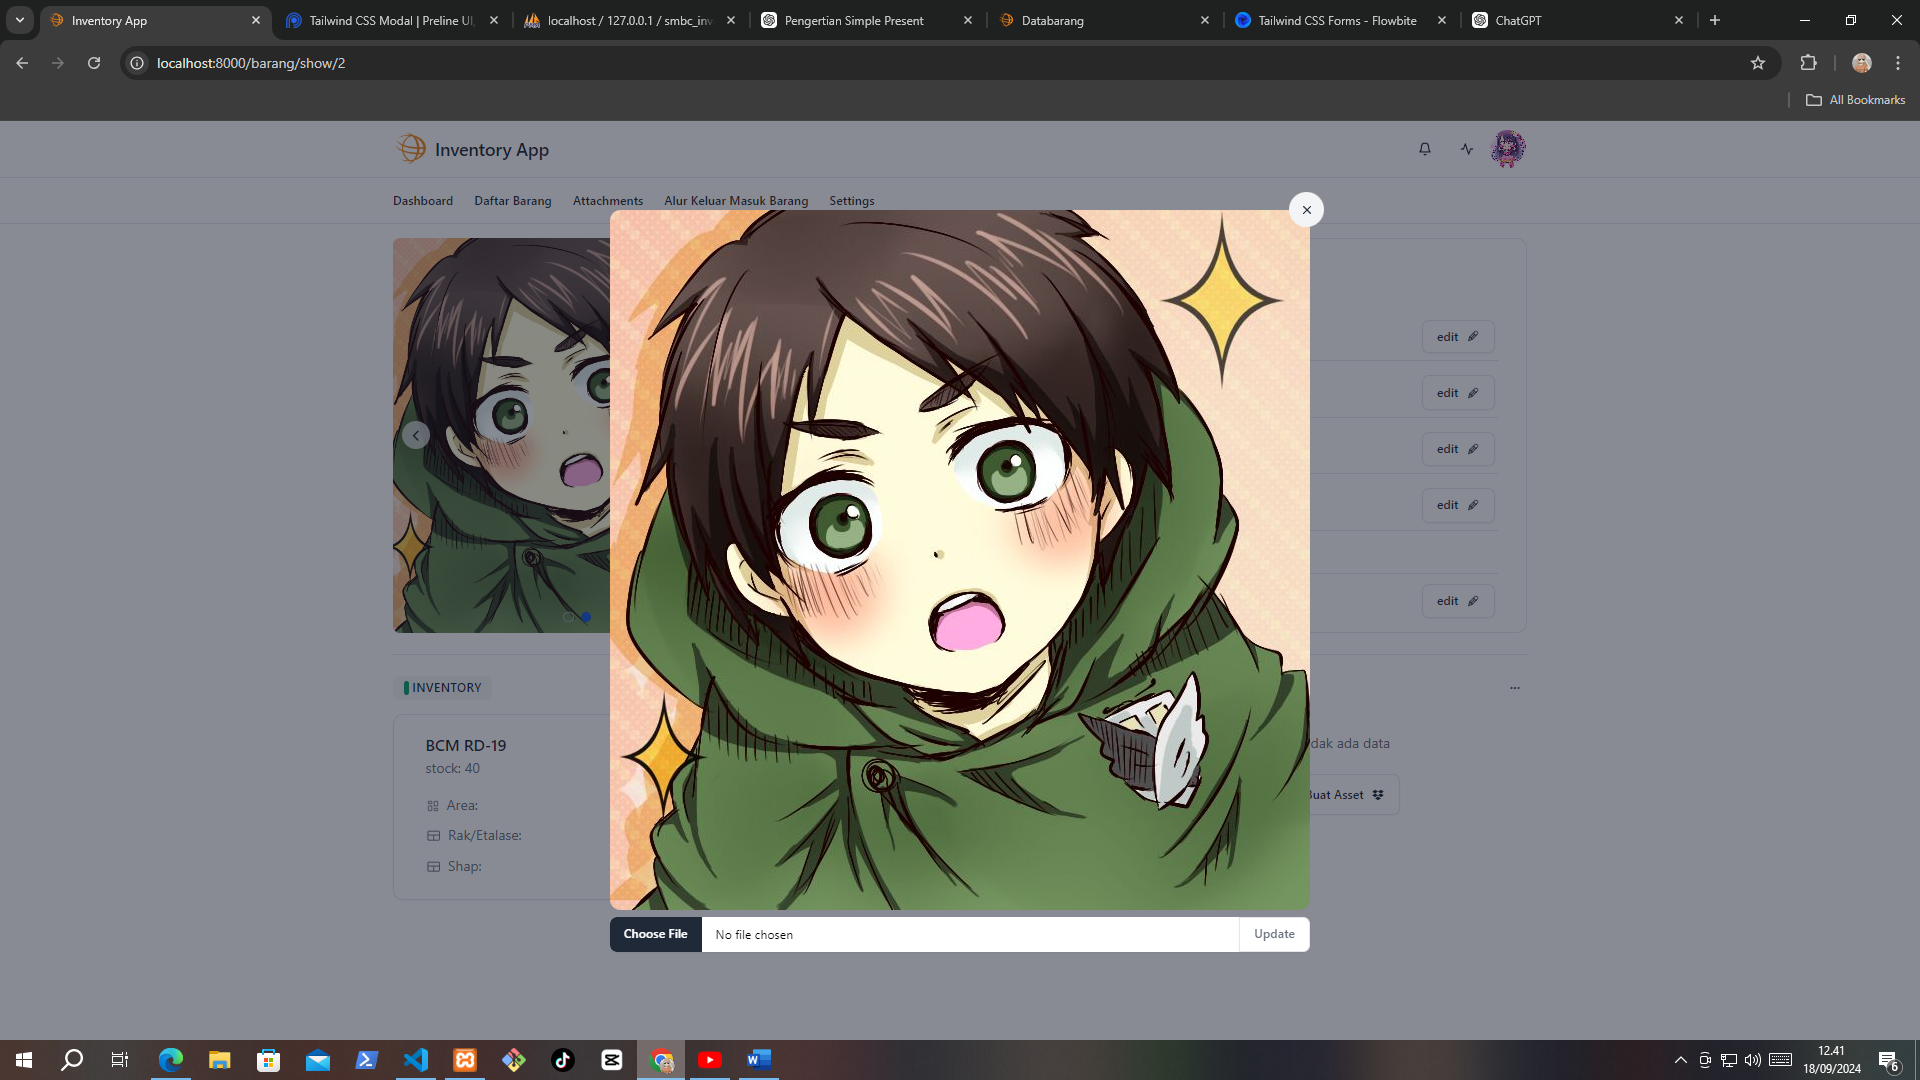 Inventory App
Tailwind CSS Modal | Preline UI,
localhost / 127.0.0.1 / smbc_inv
Pengertian Simple Present
Databarang
Tailwind CSS Forms - Flowbite
ChatGPT
localhost:8000/barang/show/2
All Bookmarks
Inventory App
Dashboard
Daftar Barang
Attachments
Alur Keluar Masuk Barang
Settings
edit
edit
edit
edit
edit
INVENTORY
...
BCM RD-19
stock: 40
dak ada data
Area:
Buat Asset
Rak/Etalase:
Shap:
Choose File
No file chosen
Update
12.41
18/09/2024
6